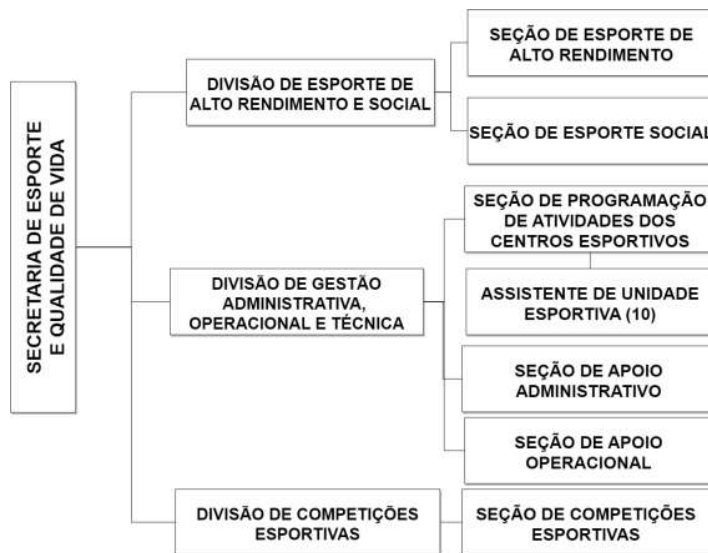 SECRETARIA DE ESPORTE
E QUALIDADE DE VIDA
DIVISÃO DE ESPORTE DE
ALTO RENDIMENTO E SOCIAL
SEÇÃO DE ESPORTE DE
ALTO RENDIMENTO
SEÇÃO DE ESPORTE SOCIAL
DIVISÃO DE GESTÃO
ADMINISTRATIVA,
OPERACIONAL E TÉCNICA
SEÇÃO DE PROGRAMAÇÃO
DE ATIVIDADES DOS
CENTROS ESPORTIVOS
ASSISTENTE DE UNIDADE
ESPORTIVA (10)
SEÇÃO DE APOIO
ADMINISTRATIVO
SEÇÃO DE APOIO
OPERACIONAL
DIVISÃO DE COMPETIÇÕES
ESPORTIVAS
SEÇÃO DE COMPETIÇÕES
ESPORTIVAS